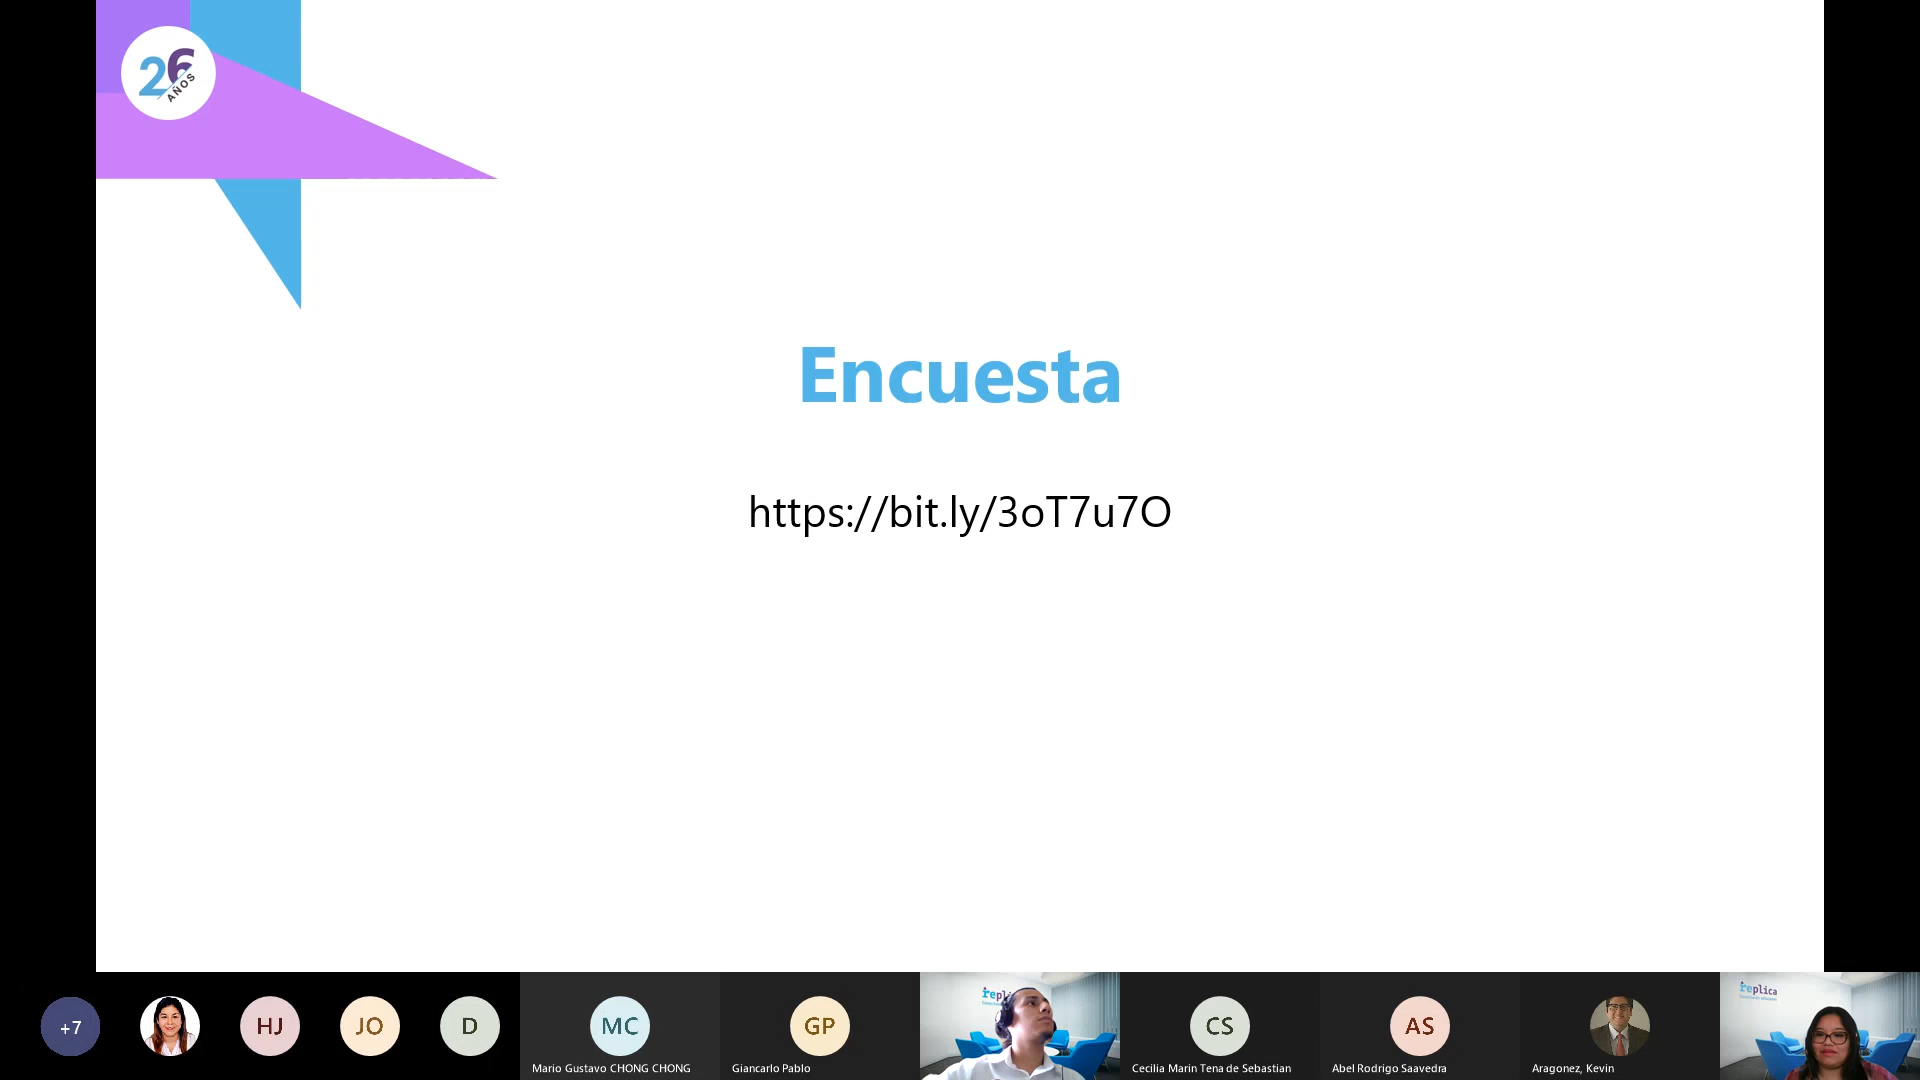 26
AÑOS
Encuesta
https://bit.ly/3oT7u7O
+7
HJ
JO
D
MC
Mario Gustavo CHONG CHONG
GP
Giancarlo Pablo
CS
Cecilia Marin Tena de Sebastian
AS
Abel Rodrigo Saavedra
Aragonez, Kevin
replica